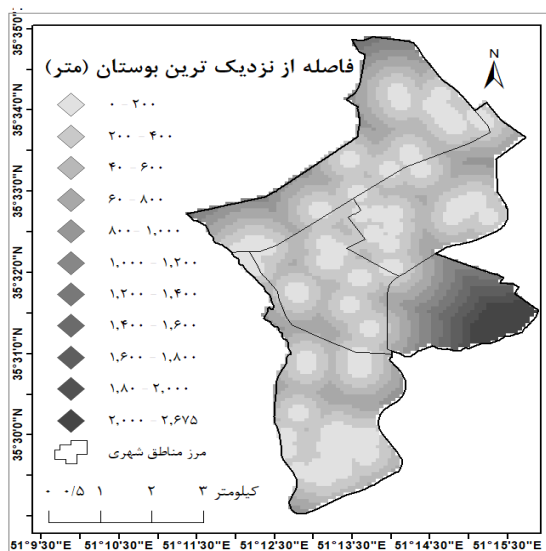 فاصله از نزدیک ترین بوستان (متر)
N
۰ - ۲۰۰
۲۰۰ - ۴۰۰
۴۰ - ۶۰۰
۶۰ - ۸۰۰
۸۰۰ - ۱,۰۰۰
۱,۰۰۰ - ۱,۲۰۰
۱,۲۰۰ - ۱,۴۰۰
۱,۴۰۰ - ۱,۶۰۰
۱,۶۰۰ - ۱,۸۰۰
۱,۸۰ - ۲,۰۰۰
۲,۰۰۰ - ۲,۶۷۵
مرز مناطق شهری
۰ ۰/۵ ۱ ۲ ۳ کیلومتر
35°35'0"N
35°34'0"N
35°33'0"N
35°32'0"N
35°31'0"N
35°30'0"N
51°9'30"E 51°10'30"E 51°11'30"E 51°12'30"E 51°13'30"E 51°14'30"E 51°15'30"E